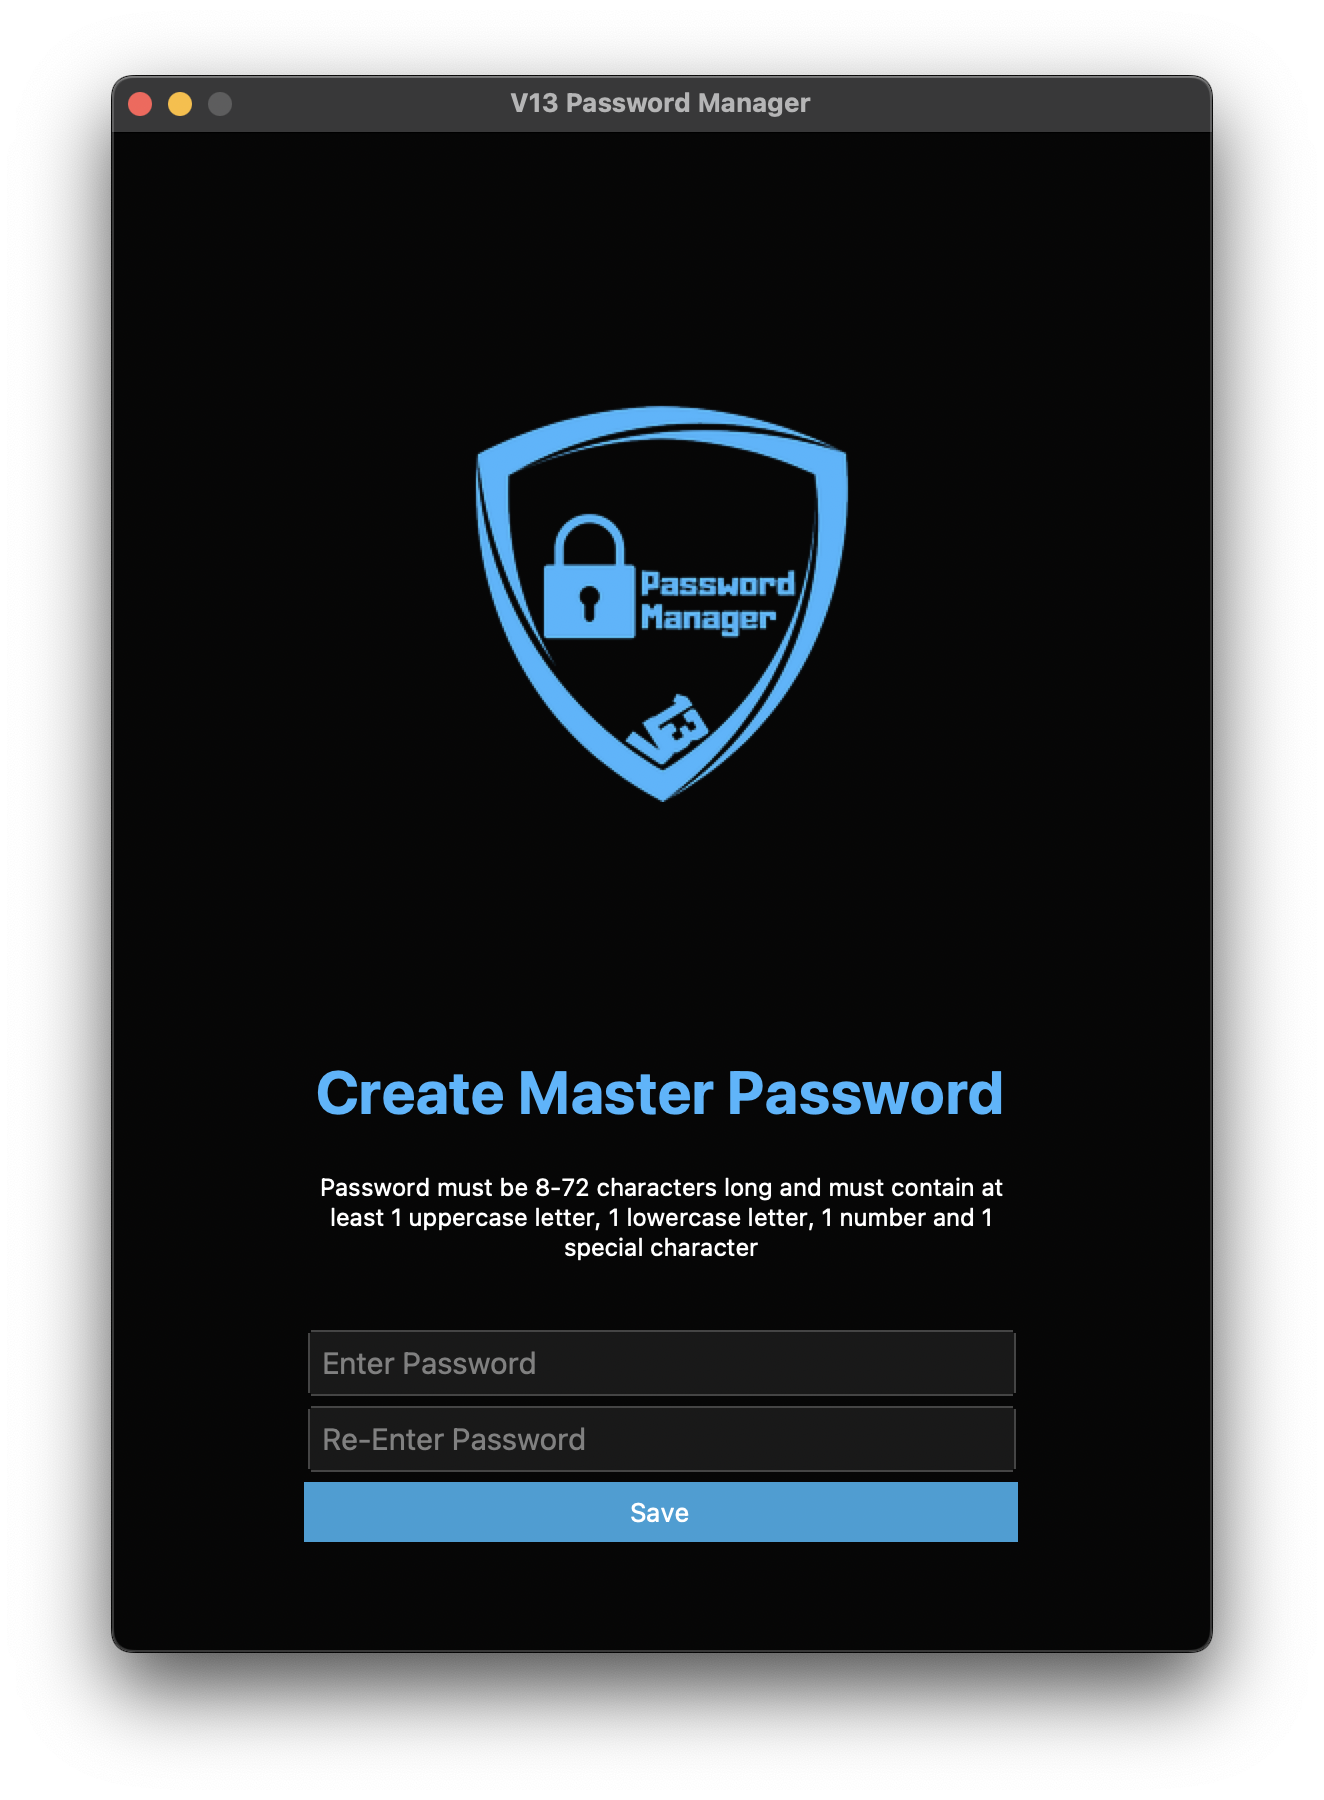 V13 Password Manager
Password
Manager
V13
Create Master Password
Password must be 8-72 characters long and must contain at
least 1 uppercase letter, 1 lowercase letter, 1 number and 1
special character
Enter Password
Re-Enter Password
Save